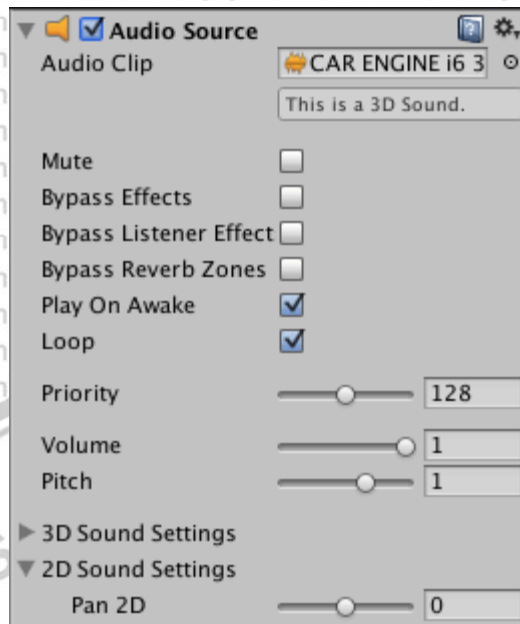 Audio Source
Audio Clip CAR ENGINE i6 3
This is a 3D Sound.
Mute
Bypass Effects
Bypass Listener Effect
Bypass Reverb Zones
Play On Awake
Loop
Priority 128
Volume 1
Pitch 1
3D Sound Settings
2D Sound Settings
Pan 2D 0